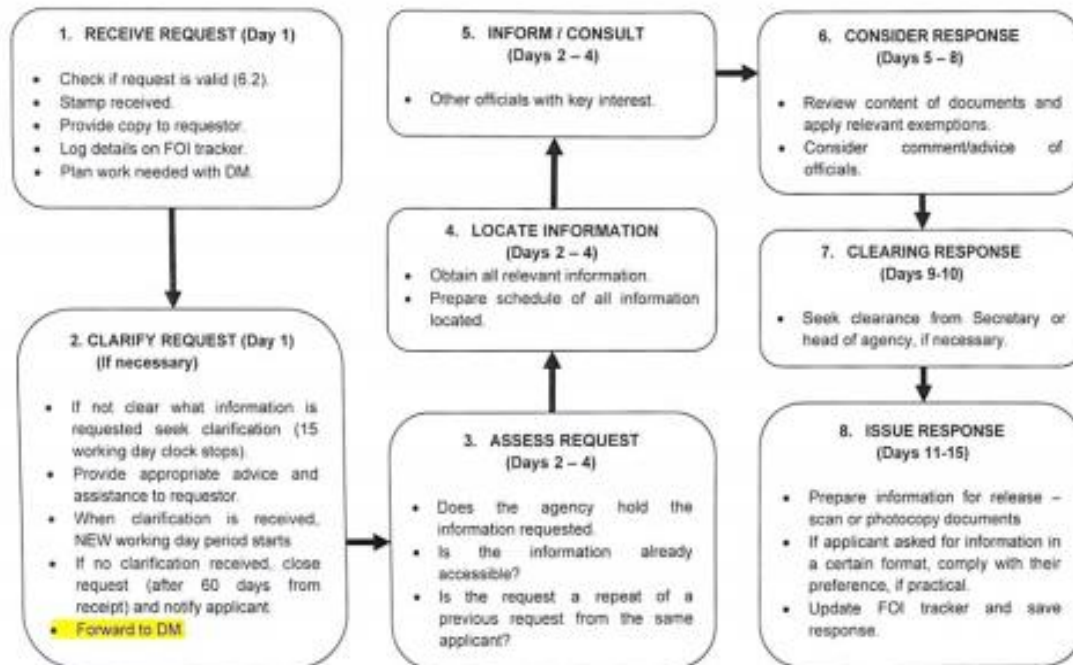 1. RECEIVE REQUEST (Day 1)
• Check if request is valid (6.2).
• Stamp received.
• Provide copy to requestor.
• Log details on FOI tracker.
• Plan work needed with DM.
2. CLARIFY REQUEST (Day 1)
(If necessary)
• If not clear what information is
requested seek clarification (15
working day clock stops).
• Provide appropriate advice and
assistance to requestor.
• When clarification is received,
NEW working day period starts
• If no clarification received, close
request (after 60 days from
receipt) and notify applicant
• Forward to DM.
3. ASSESS REQUEST
(Days 2 – 4)
• Does the agency hold the
information requested.
• Is the information already
accessible?
• Is the request a repeat of a
previous request from the same
applicant?
4. LOCATE INFORMATION
(Days 2 – 4)
• Obtain all relevant information.
• Prepare schedule of all information
located.
5. INFORM / CONSULT
(Days 2 – 4)
• Other officials with key interest.
6. CONSIDER RESPONSE
(Days 5 – 8)
• Review content of documents and
apply relevant exemptions.
• Consider comment/advice of
officials.
7. CLEARING RESPONSE
(Days 9-10)
• Seek clearance from Secretary or
head of agency, if necessary.
8. ISSUE RESPONSE
(Days 11-15)
• Prepare information for release –
scan or photocopy documents
• If applicant asked for information in
a certain format, comply with their
preference, if practical.
• Update FOI tracker and save
response.